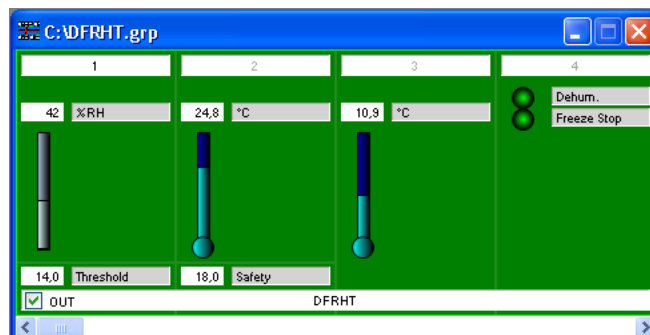 C:\DFRHT.grp
1 2 3 4
42 %RH 24,8 °C 10,9 °C Dehum.
Freeze Stop
14,0 Threshold 18,0 Safety
OUT DFRHT